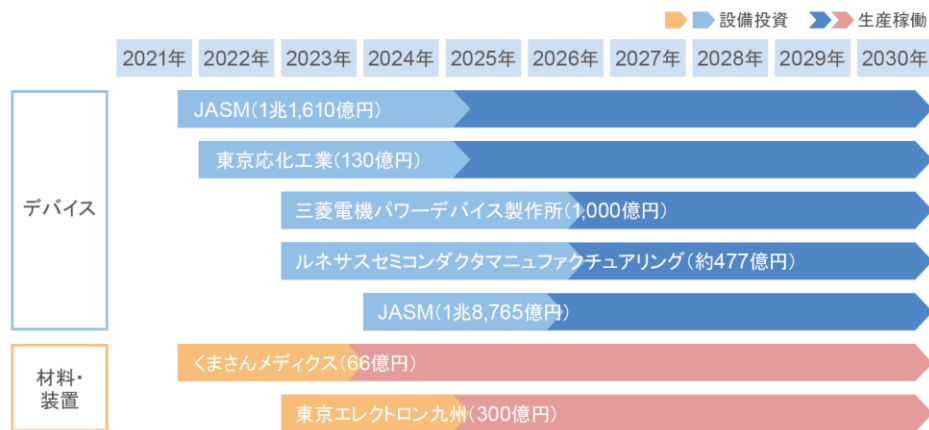 設備投資 生産稼働
2021年 2022年 2023年 2024年 2025年 2026年 2027年 2028年 2029年 2030年
デバイス
JASM(1兆1,610億円)
東京応化工業(130億円)
三菱電機パワーデバイス製作所(1,000億円)
ルネサスセミコンダクタマニュファクチュアリング(約477億円)
JASM(1兆8,765億円)
材料・
装置
くまさんメディクス(66億円)
東京エレクトロン九州(300億円)